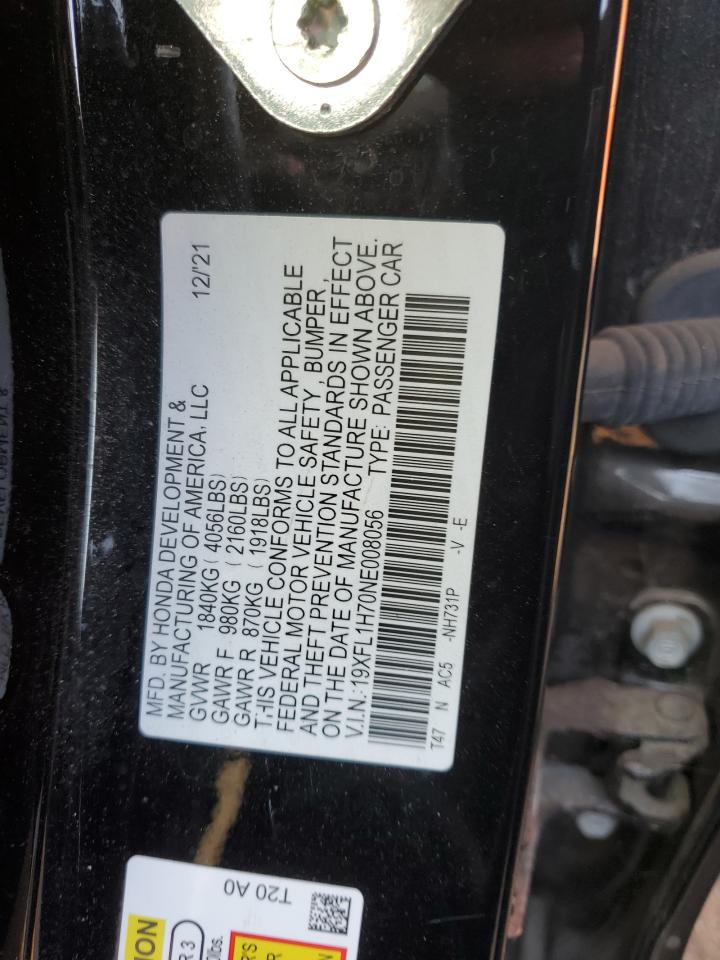 MFD. BY HONDA DEVELOPMENT &
MANUFACTURING OF AMERICA, LLC 12/'21
GVWR 1840KG ( 4056LBS)
GAWR F 980KG ( 2160LBS)
GAWR R 870KG ( 1918LBS)
THIS VEHICLE CONFORMS TO ALL APPLICABLE
FEDERAL MOTOR VEHICLE SAFETY, BUMPER,
AND THEFT PREVENTION STANDARDS IN EFFECT
ON THE DATE OF MANUFACTURE SHOWN ABOVE.
V.I.N.: 19XFL1H70NE008056 TYPE: PASSENGER CAR
T47 N AC5 -NH731P -V -E
T20 A0
R 3